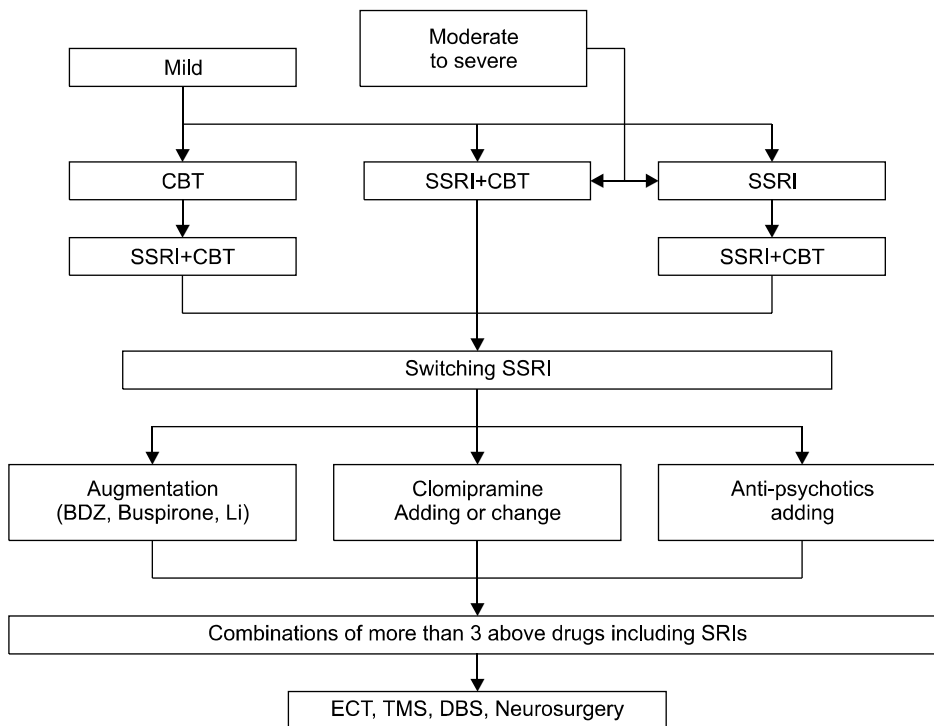 Moderate
to severe
Mild
CBT
SSRI+CBT
SSRI
SSRI+CBT
SSRI+CBT
Switching SSRI
Augmentation
(BDZ, Buspirone, Li)
Clomipramine
Adding or change
Anti-psychotics
adding
Combinations of more than 3 above drugs including SRIs
ECT, TMS, DBS, Neurosurgery